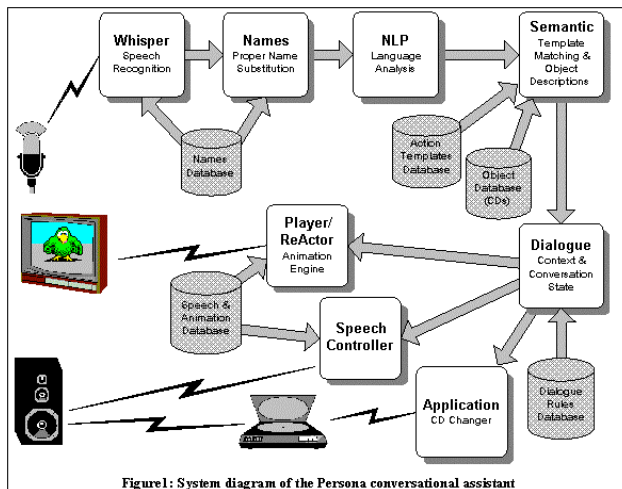 Whisper
Speech
Recognition
Names
Proper Name
Substitution
NLP
Language
Analysis
Semantic
Template
Matching &
Object
Descriptions
Names
Database
Action
Templates
Database
Object
Database
(CDs)
Player/
ReActor
Animation
Engine
Dialogue
Context &
Conversation
State
Speech &
Animation
Database
Speech
Controller
Application
CD Changer
Dialogue
Rules
Database
Figure1: System diagram of the Persona conversational assistant